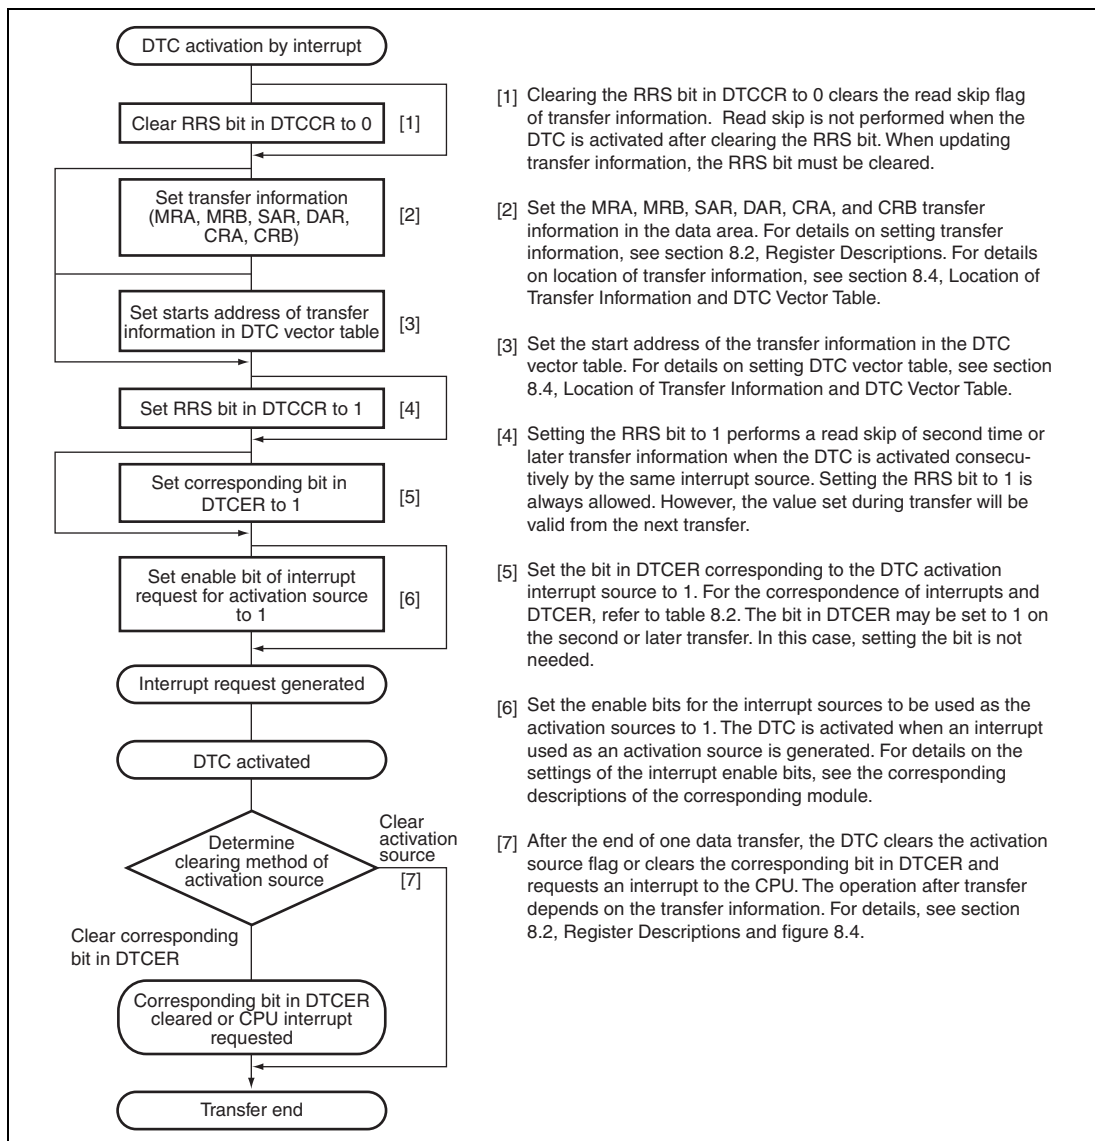 DTC activation by interrupt
Clear RRS bit in DTCCR to 0
[1]
Set transfer information
(MRA, MRB, SAR, DAR,
CRA, CRB)
[2]
Set starts address of transfer
information in DTC vector table
[3]
Set RRS bit in DTCCR to 1
[4]
Set corresponding bit in
DTCER to 1
[5]
Set enable bit of interrupt
request for activation source
to 1
[6]
Interrupt request generated
DTC activated
Determine
clearing method of
activation source
Clear
activation
source
[7]
Clear corresponding
bit in DTCER
Corresponding bit in DTCER
cleared or CPU interrupt
requested
Transfer end
[1] Clearing the RRS bit in DTCCR to 0 clears the read skip flag
of transfer information. Read skip is not performed when the
DTC is activated after clearing the RRS bit. When updating
transfer information, the RRS bit must be cleared.
[2] Set the MRA, MRB, SAR, DAR, CRA, and CRB transfer
information in the data area. For details on setting transfer
information, see section 8.2, Register Descriptions. For details
on location of transfer information, see section 8.4, Location of
Transfer Information and DTC Vector Table.
[3] Set the start address of the transfer information in the DTC
vector table. For details on setting DTC vector table, see section
8.4, Location of Transfer Information and DTC Vector Table.
[4] Setting the RRS bit to 1 performs a read skip of second time or
later transfer information when the DTC is activated consecu-
tively by the same interrupt source. Setting the RRS bit to 1 is
always allowed. However, the value set during transfer will be
valid from the next transfer.
[5] Set the bit in DTCER corresponding to the DTC activation
interrupt source to 1. For the correspondence of interrupts and
DTCER, refer to table 8.2. The bit in DTCER may be set to 1 on
the second or later transfer. In this case, setting the bit is not
needed.
[6] Set the enable bits for the interrupt sources to be used as the
activation sources to 1. The DTC is activated when an interrupt
used as an activation source is generated. For details on the
settings of the interrupt enable bits, see the corresponding
descriptions of the corresponding module.
[7] After the end of one data transfer, the DTC clears the activation
source flag or clears the corresponding bit in DTCER and
requests an interrupt to the CPU. The operation after transfer
depends on the transfer information. For details, see section
8.2, Register Descriptions and figure 8.4.